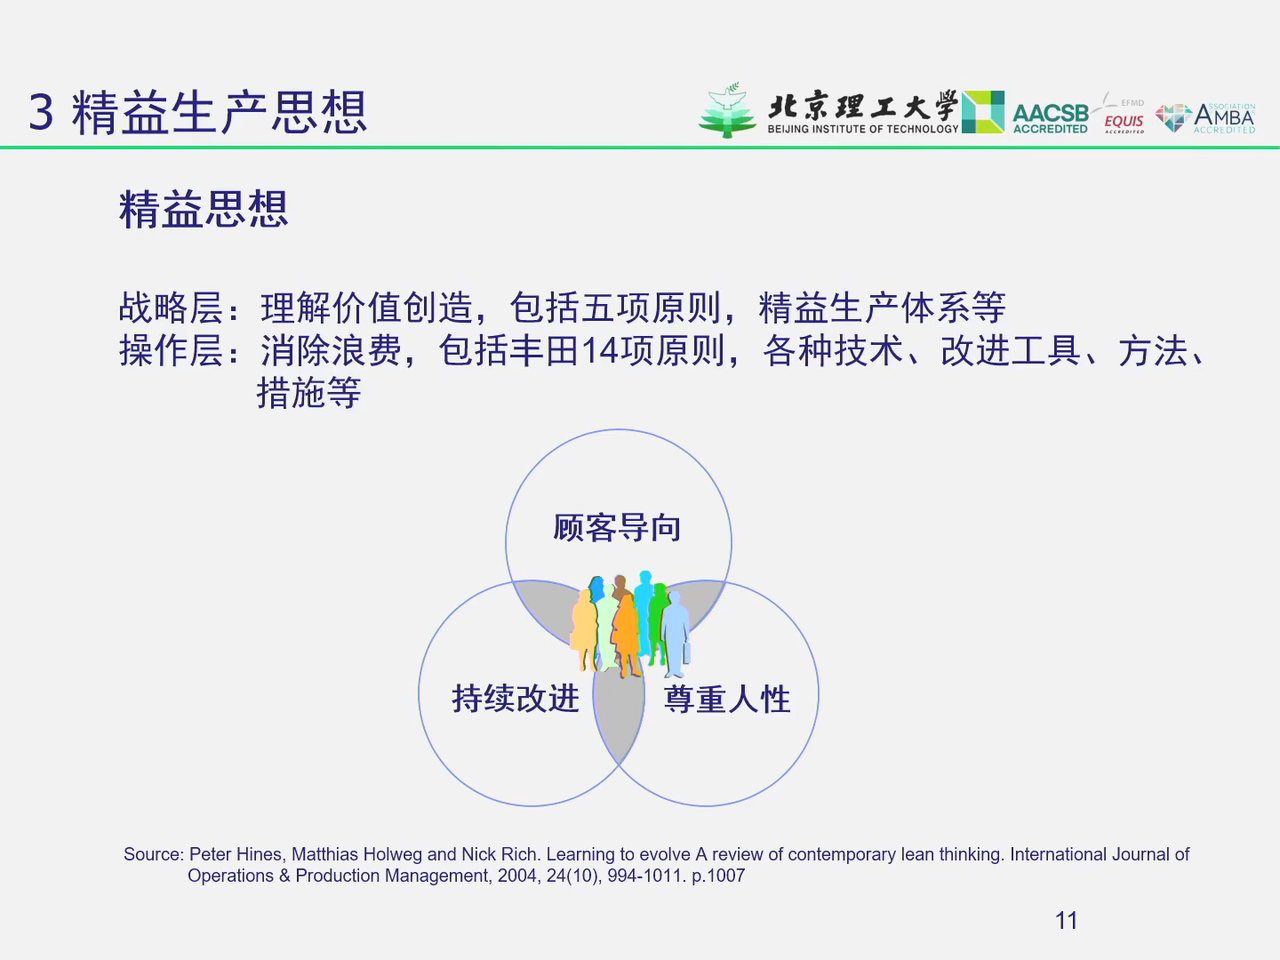 3 精益生产思想
北京理工大学
BEIJING INSTITUTE OF TECHNOLOGY
AACSB
ACCREDITED
EFMD
EQUIS
ACCREDITED
ASSOCIATION
AMBA
ACCREDITED
精益思想
战略层：理解价值创造，包括五项原则，精益生产体系等
操作层：消除浪费，包括丰田14项原则，各种技术、改进工具、方法、
措施等
顾客导向
持续改进
尊重人性
Source: Peter Hines, Matthias Holweg and Nick Rich. Learning to evolve A review of contemporary lean thinking. International Journal of
Operations & Production Management, 2004, 24(10), 994-1011. p.1007
11